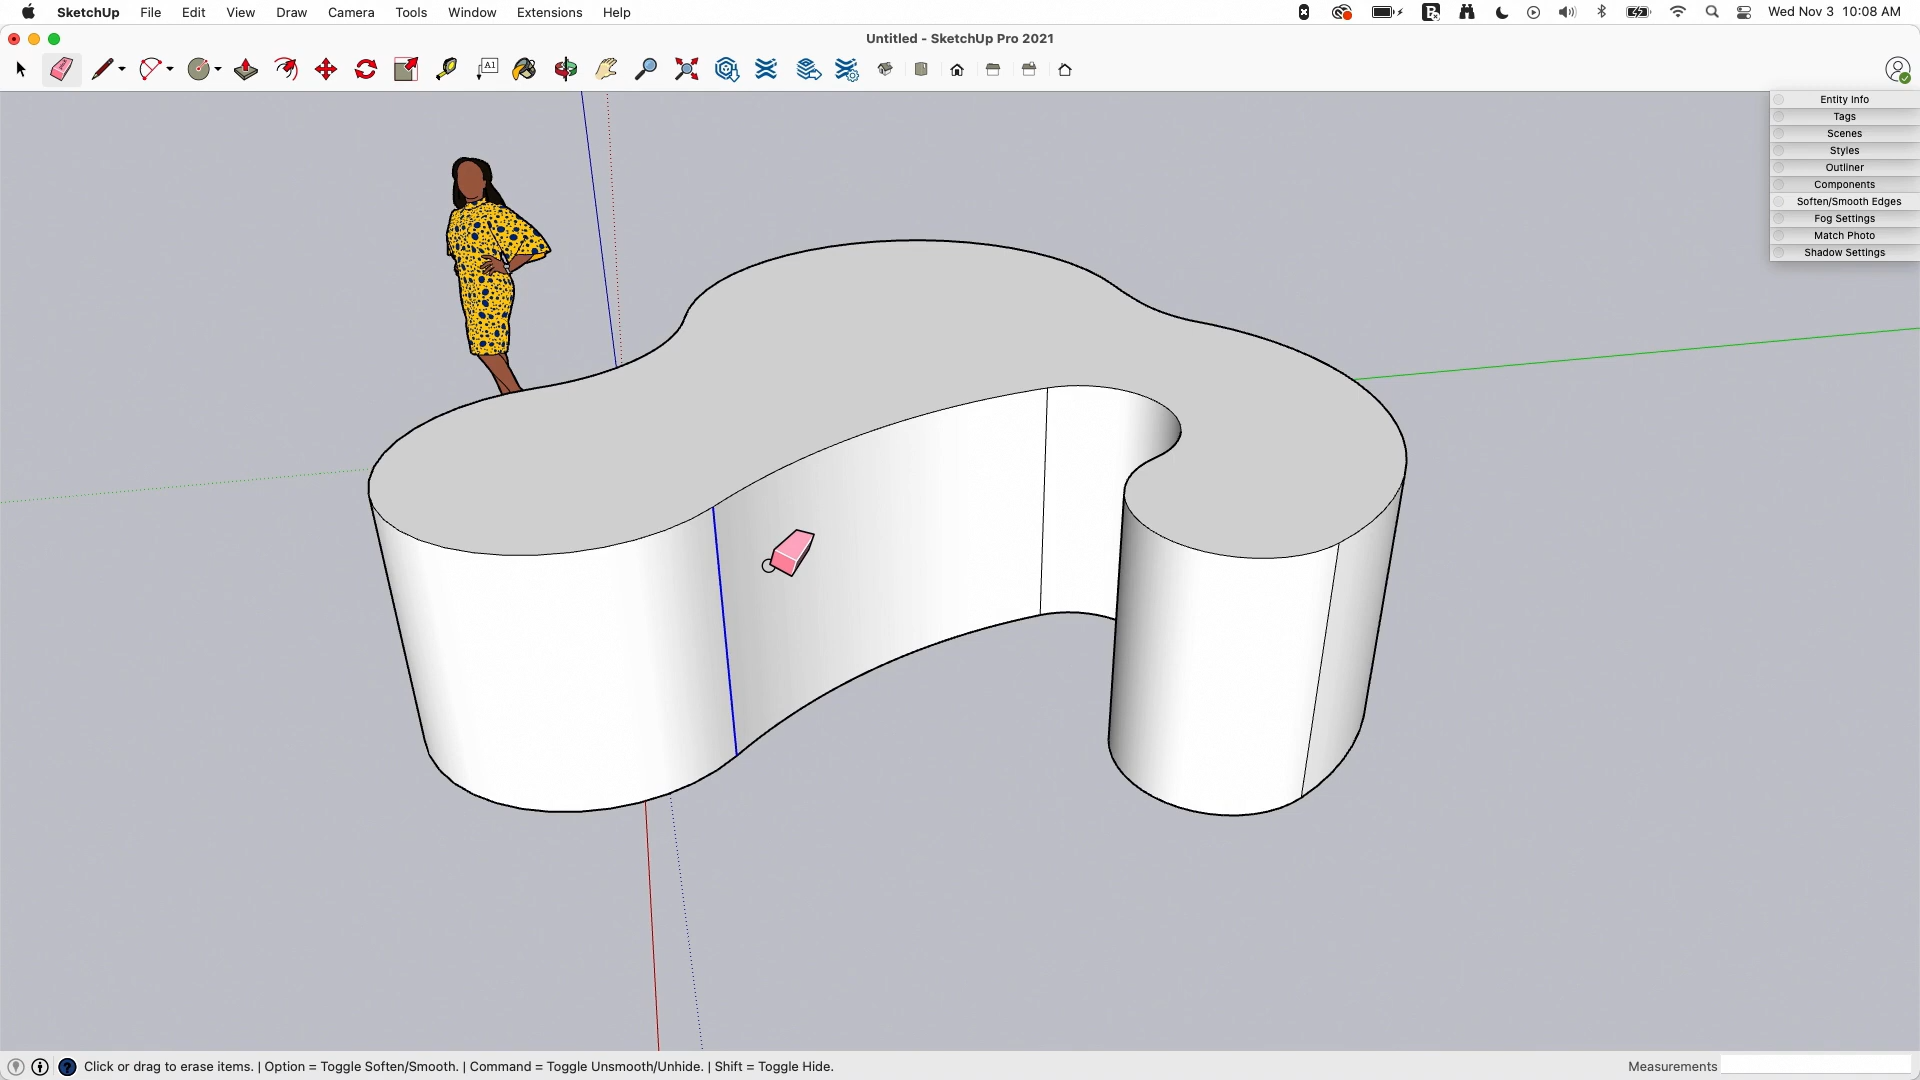 SketchUp File Edit View Draw Camera Tools Window Extensions Help Wed Nov 3 10:08 AM
Untitled - SketchUp Pro 2021
A1
Entity Info
Tags
Scenes
Styles
Outliner
Components
Soften/Smooth Edges
Fog Settings
Match Photo
Shadow Settings
Click or drag to erase items. | Option = Toggle Soften/Smooth. | Command = Toggle Unsmooth/Unhide. | Shift = Toggle Hide. Measurements